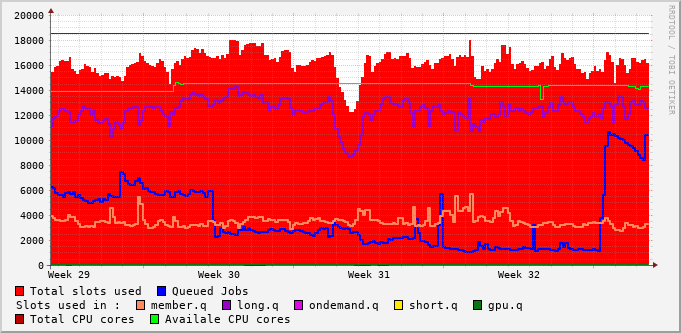 20000
18000
16000
14000
12000
10000
8000
6000
4000
2000
0
Week 29 Week 30 Week 31 Week 32
RRDTOOL / TOBI OETIKER
Total slots used Queued Jobs
Slots used in : member.q long.q ondemand.q short.q gpu.q
Total CPU cores Availale CPU cores